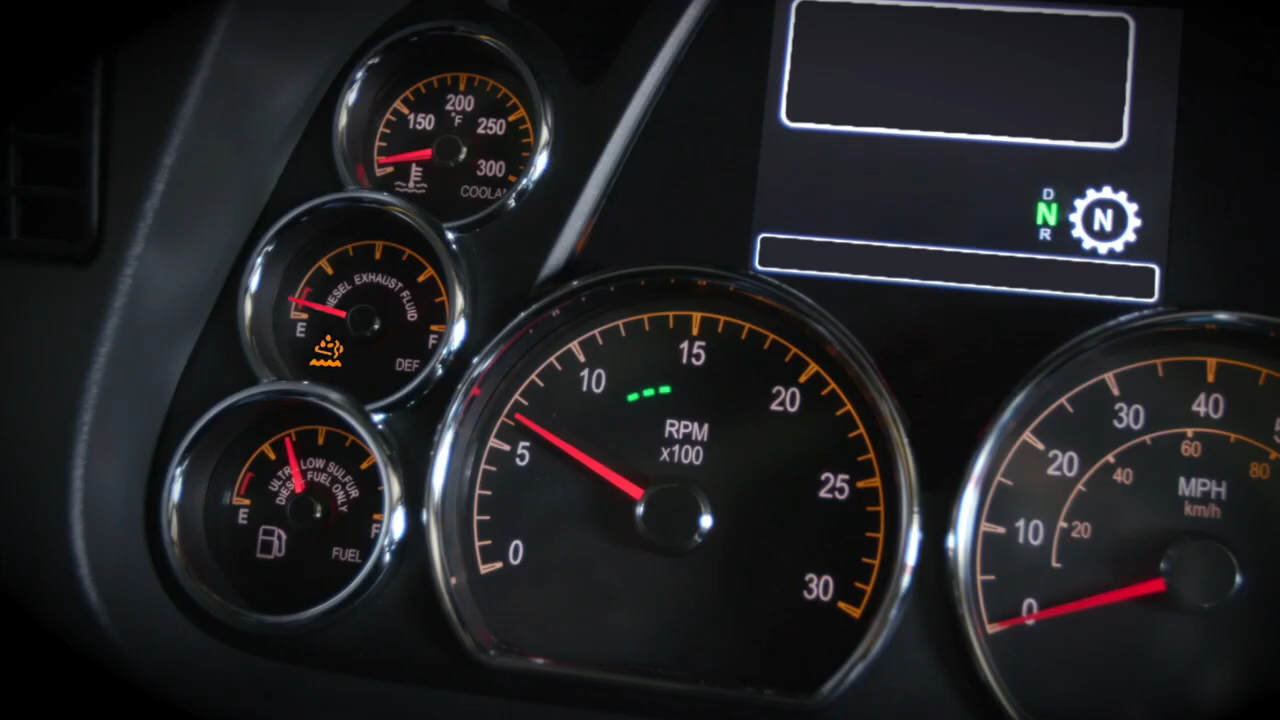 200
°F
150
250
300
DIESEL EXHAUST FLUID
E
F
DEF
ULTRA LOW SULFUR
DIESEL FUEL ONLY
E
F
FUEL
15
10
20
RPM
x100
5
25
0
30
D
N
R
N
40
30
20
60
40
80
MPH
km/h
10
20
0